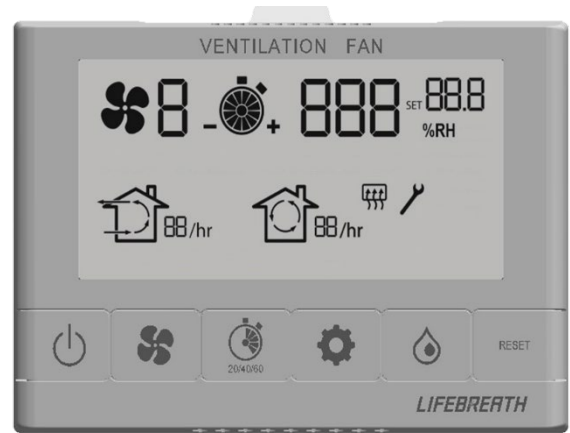 VENTILATION FAN
8 - + 888 SET 88.8
%RH
88/hr 88/hr
20/40/60
RESET
LIFEBREATH